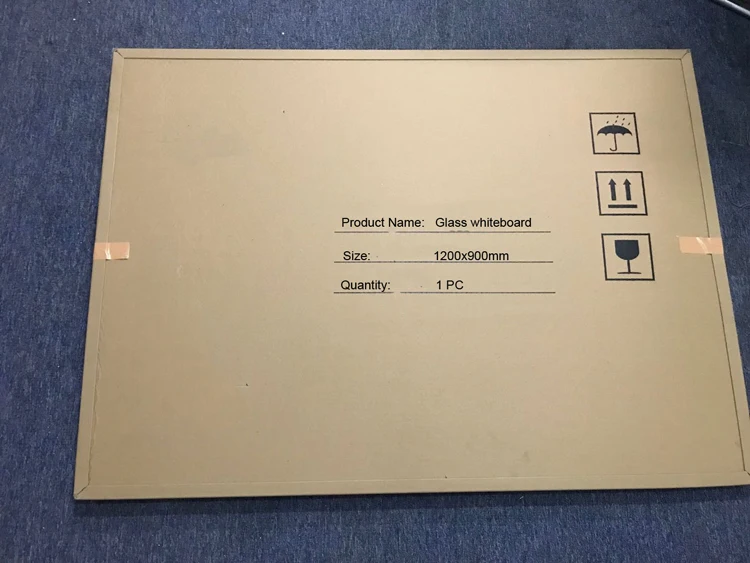 Product Name: Glass whiteboard
Size: 1200x900mm
Quantity: 1 PC